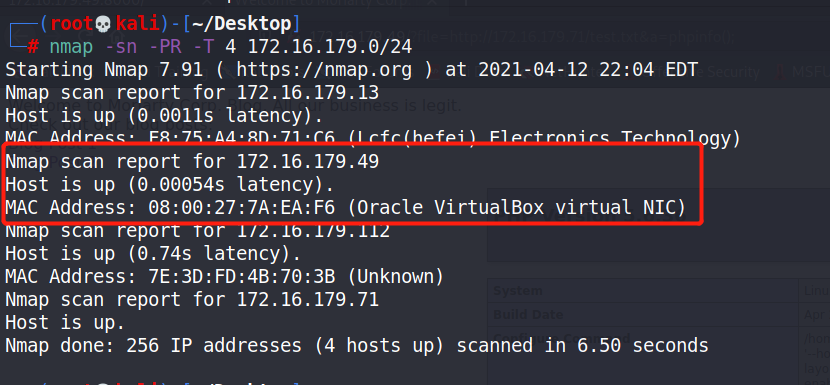 (root💀kali)-[~/Desktop]
# nmap -sn -PR -T 4 172.16.179.0/24
Starting Nmap 7.91 ( https://nmap.org ) at 2021-04-12 22:04 EDT
Nmap scan report for 172.16.179.13
Host is up (0.0011s latency).
MAC Address: F8:75:A4:8D:71:C6 (Lcfc(hefei) Electronics Technology)
Nmap scan report for 172.16.179.49
Host is up (0.00054s latency).
MAC Address: 08:00:27:7A:EA:F6 (Oracle VirtualBox virtual NIC)
Nmap scan report for 172.16.179.112
Host is up (0.74s latency).
MAC Address: 7E:3D:FD:4B:70:3B (Unknown)
Nmap scan report for 172.16.179.71
Host is up.
Nmap done: 256 IP addresses (4 hosts up) scanned in 6.50 seconds
(root💀kali)-[~/Desktop]
System
Build Date